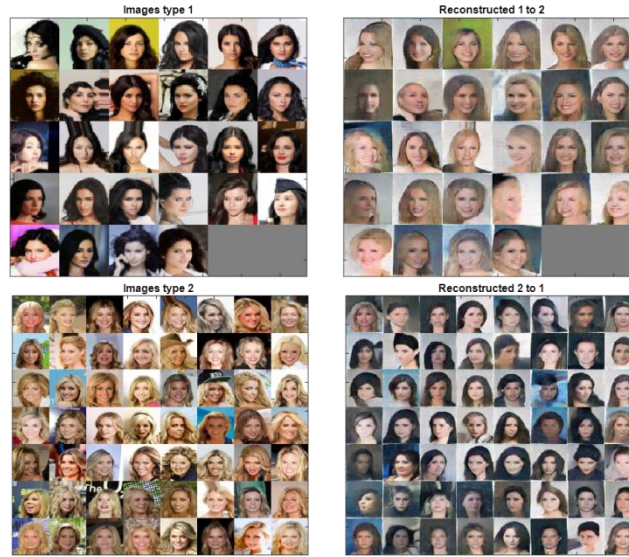 Images type 1
Reconstructed 1 to 2
Images type 2
Reconstructed 2 to 1